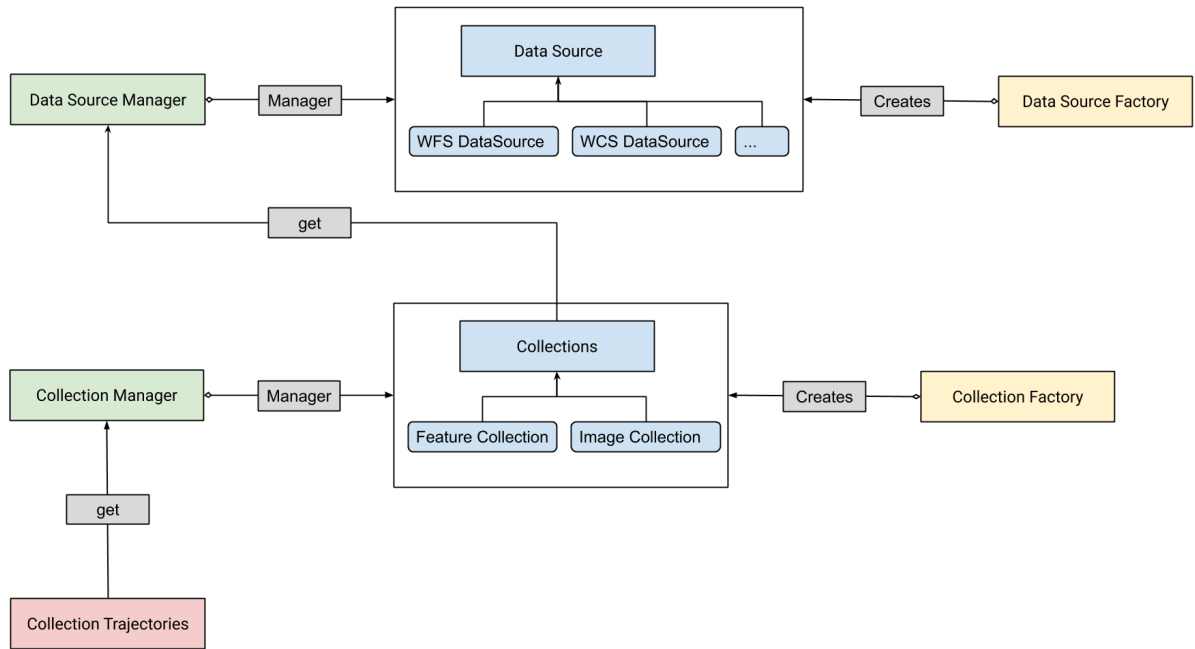 Data Source
Data Source Manager
Manager
Creates
Data Source Factory
WFS DataSource
WCS DataSource
...
get
Collections
Collection Manager
Manager
Creates
Collection Factory
Feature Collection
Image Collection
get
Collection Trajectories